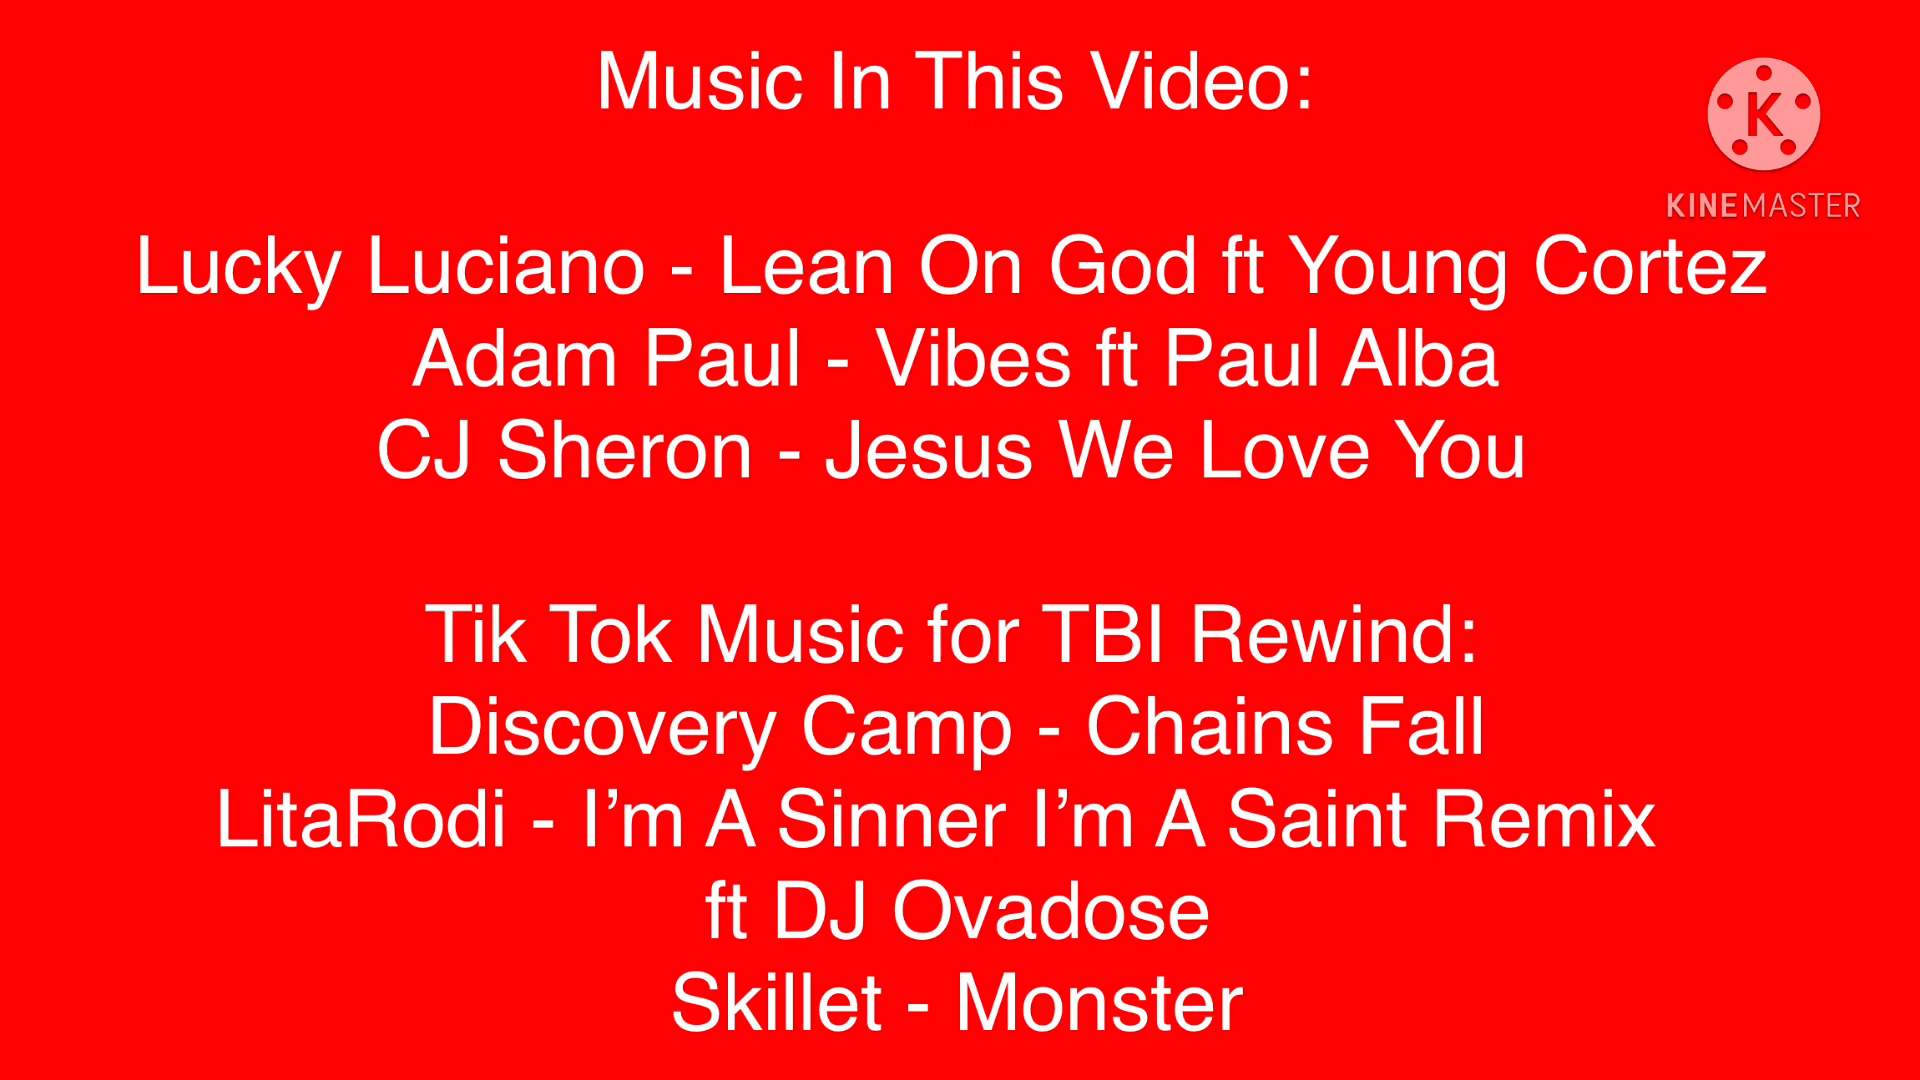 Music In This Video:
K
KINEMASTER
Lucky Luciano - Lean On God ft Young Cortez
Adam Paul - Vibes ft Paul Alba
CJ Sheron - Jesus We Love You
Tik Tok Music for TBI Rewind:
Discovery Camp - Chains Fall
LitaRodi - I’m A Sinner I’m A Saint Remix
ft DJ Ovadose
Skillet - Monster